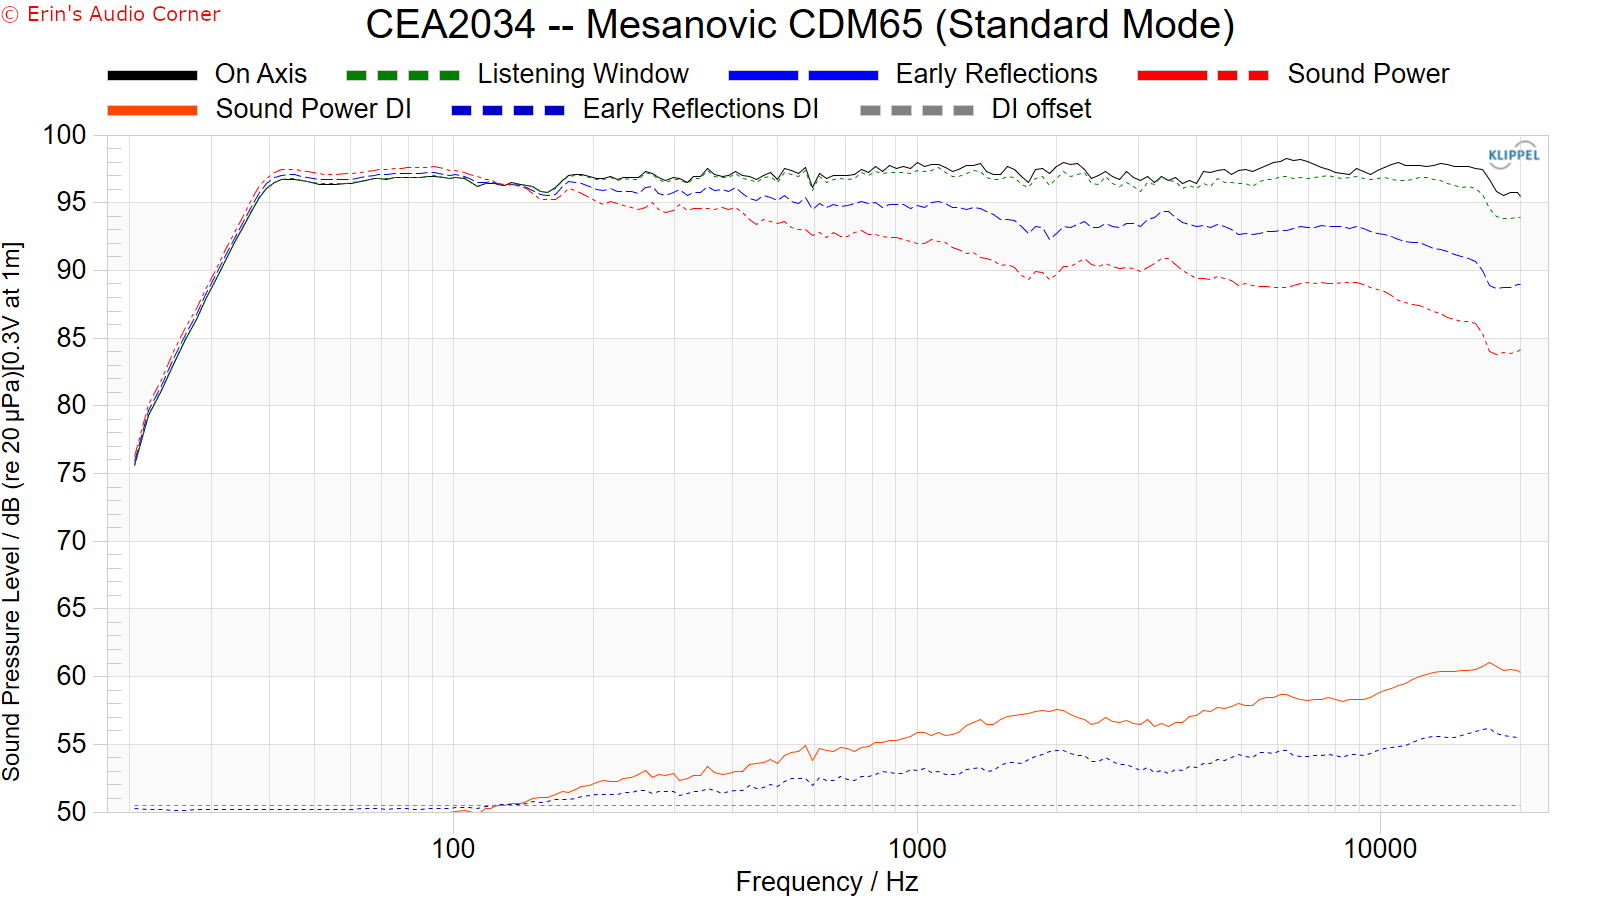 © Erin's Audio Corner
CEA2034 -- Mesanovic CDM65 (Standard Mode)
On Axis Listening Window Early Reflections Sound Power
Sound Power DI Early Reflections DI DI offset
KLIPPEL
Sound Pressure Level / dB (re 20 µPa)[0.3V at 1m]
100
95
90
85
80
75
70
65
60
55
50
100 1000 10000
Frequency / Hz